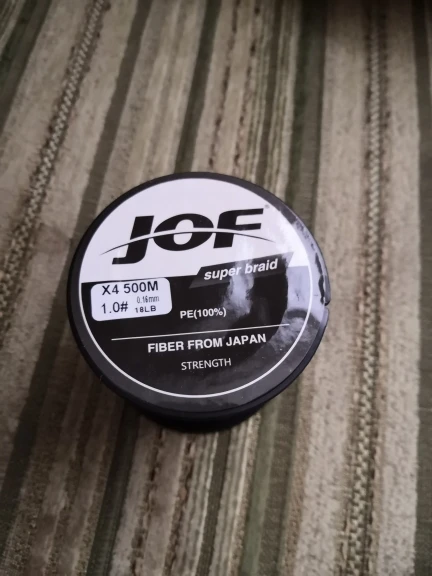 JOF
super braid
X4 500M
1.0# 0.16mm 18LB
PE(100%)
FIBER FROM JAPAN
STRENGTH